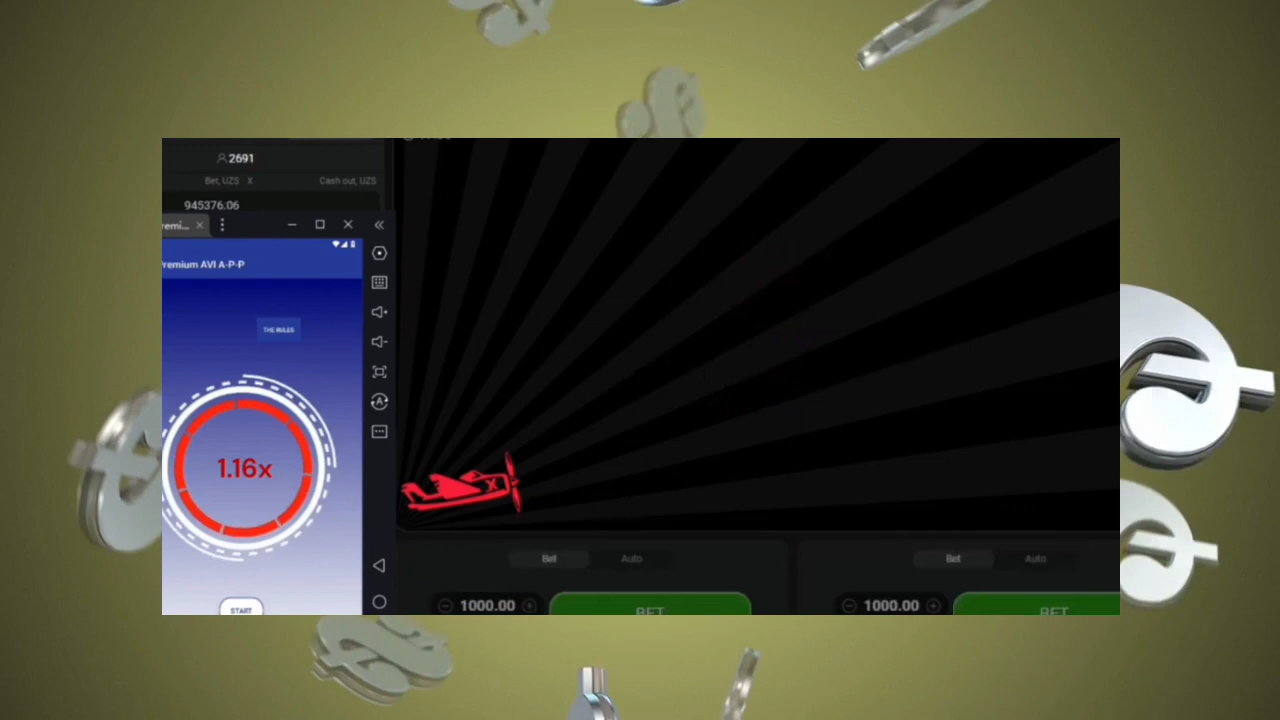 2691
Bet, UZS X Cash out, UZS
945376.06
remi...
Premium AVI A-P-P
THE RULES
1.16x
START
Bet Auto
1000.00
BET
Bet Auto
1000.00
BET